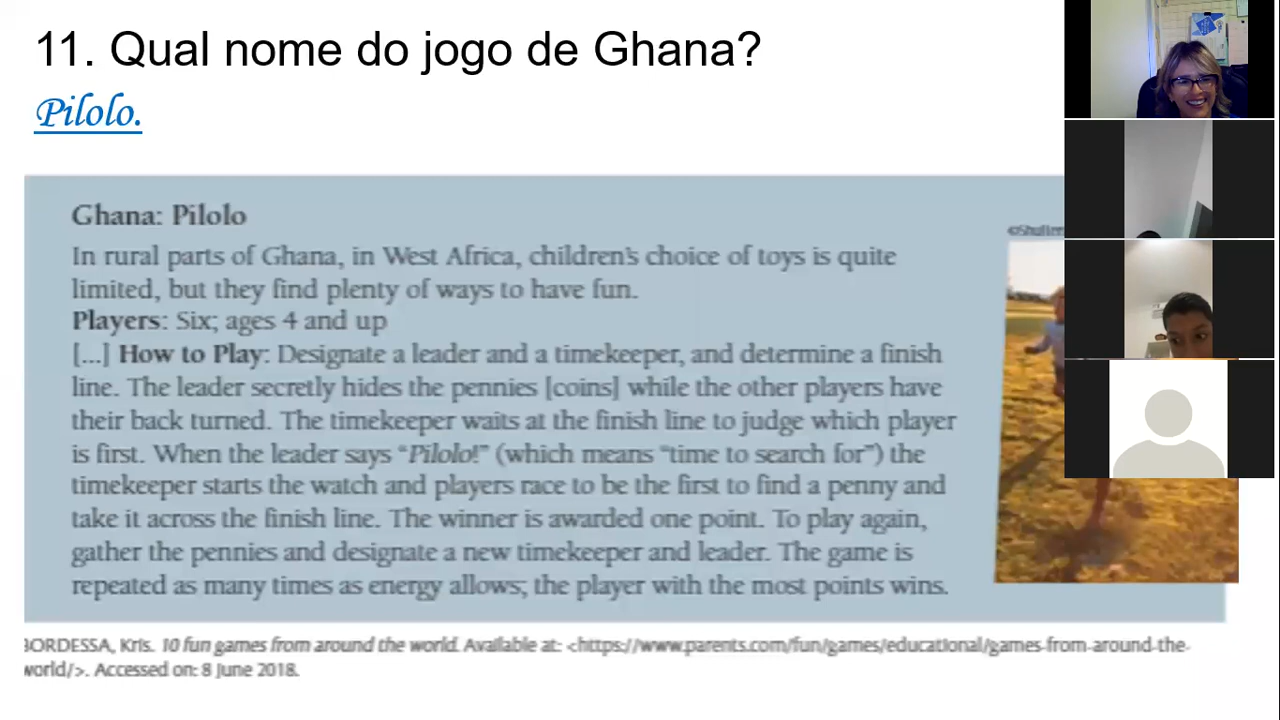 11. Qual nome do jogo de Ghana?
Pilolo.
Ghana: Pilolo
In rural parts of Ghana, in West Africa, children's choice of toys is quite
limited, but they find plenty of ways to have fun.
Players: Six; ages 4 and up
[...] How to Play: Designate a leader and a timekeeper, and determine a finish
line. The leader secretly hides the pennies [coins] while the other players have
their back turned. The timekeeper waits at the finish line to judge which player
is first. When the leader says “Pilolo!” (which means “time to search for”) the
timekeeper starts the watch and players race to be the first to find a penny and
take it across the finish line. The winner is awarded one point. To play again,
gather the pennies and designate a new timekeeper and leader. The game is
repeated as many times as energy allows; the player with the most points wins.
BORDESSA, Kris. 10 fun games from around the world. Available at: <https://www.parents.com/fun/games/educational/games-from-around-the-
world/>. Accessed on: 8 June 2018.